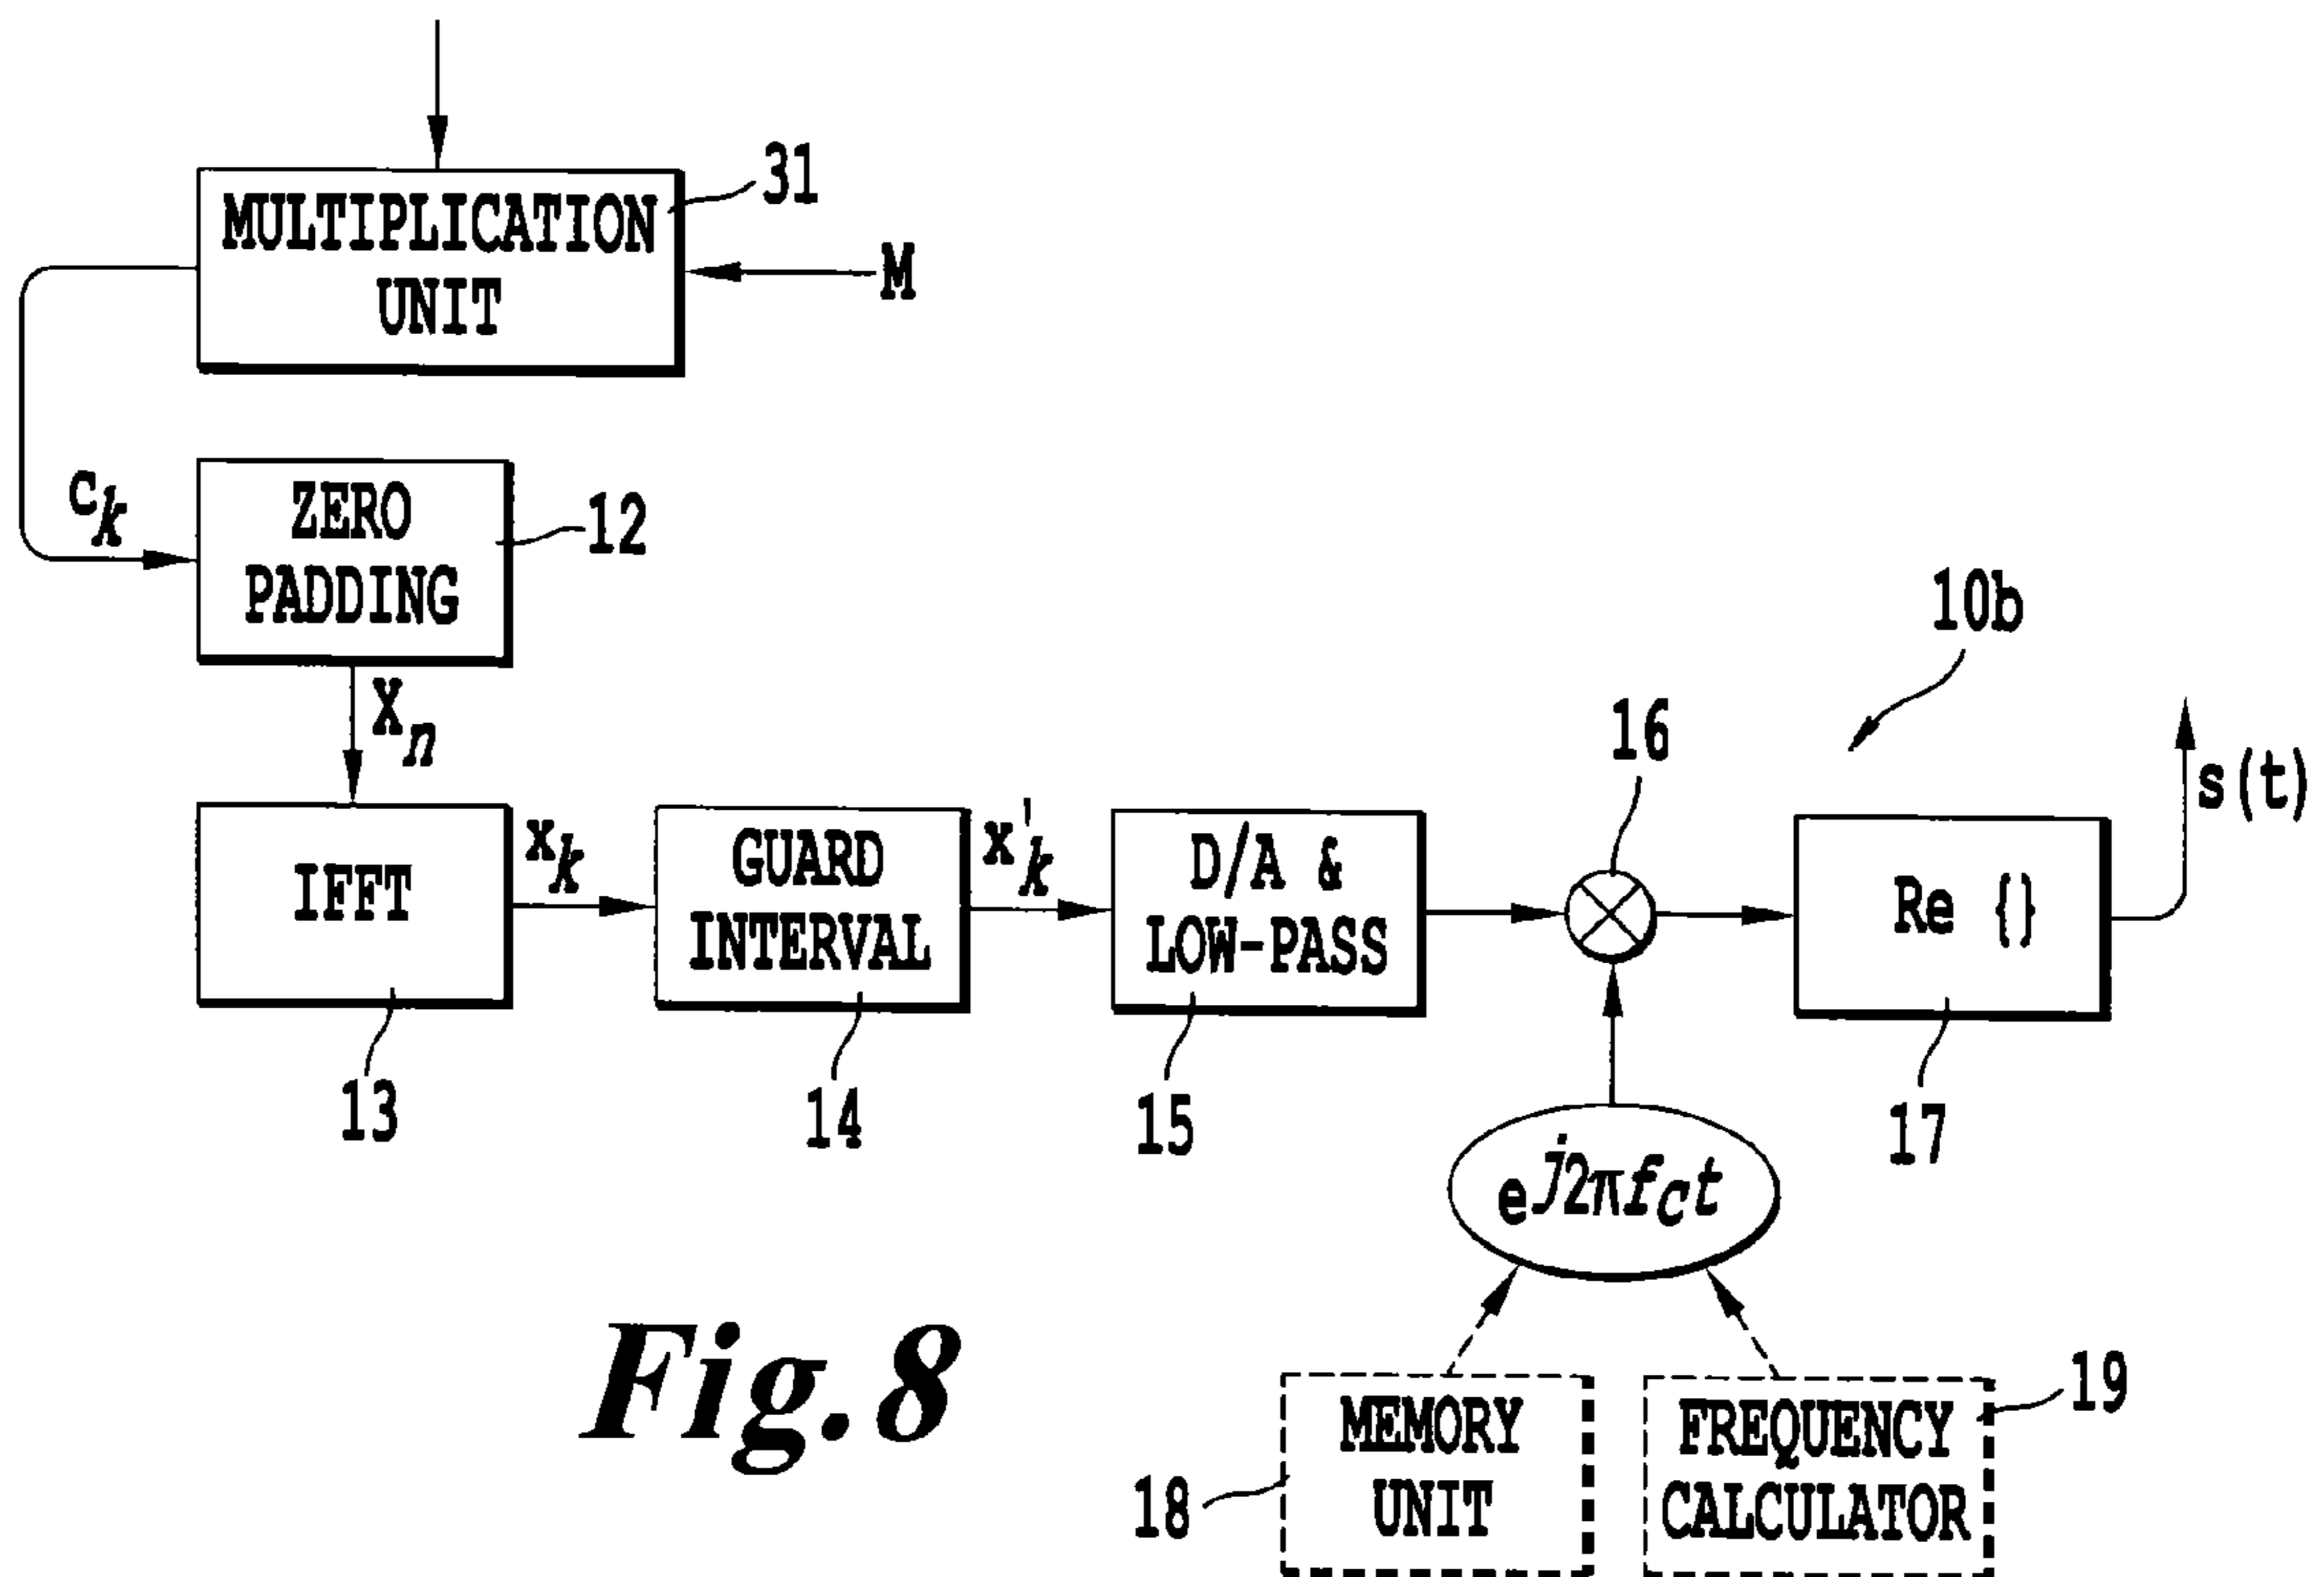 31
MULTIPLICATION
UNIT
M
c_k
ZERO
PADDING
12
X_n
10b
16
s(t)
IFFT
x_k
GUARD
INTERVAL
x'_k
D/A &
LOW-PASS
Re {}
13
14
15
17
e^{j2πf_ct}
Fig.8
MEMORY
UNIT
18
FREQUENCY
CALCULATOR
19